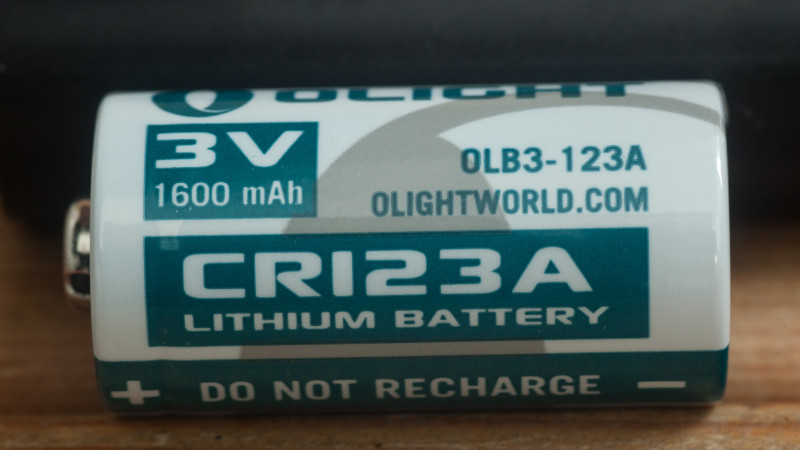 OLIGHT
3V
1600 mAh
OLB3-123A
OLIGHTWORLD.COM
CR123A
LITHIUM BATTERY
+ DO NOT RECHARGE −